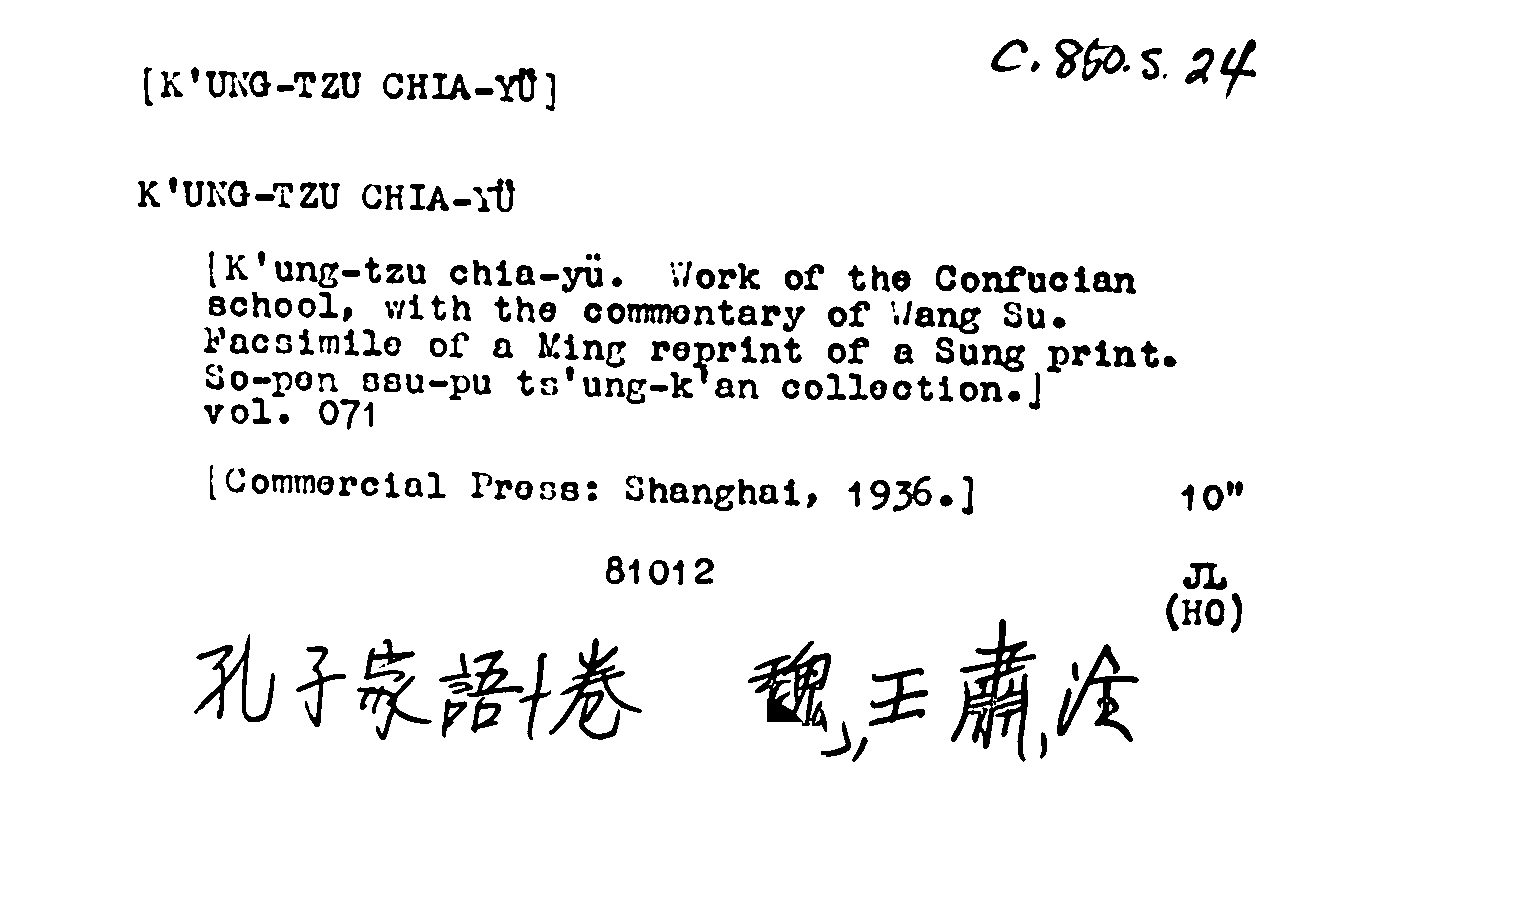 C. 850. s. 24
[K'UNG-TZU CHIA-YÜ]
K'UNG-TZU CHIA-YÜ
[K'ung-tzu chia-yü. Work of the Confucian
school, with the commentary of Wang Su.
Facsimile of a Ming reprint of a Sung print.
So-pen ssu-pu ts'ung-k'an collection.]
vol. 071
[Commercial Press: Shanghai, 1936.] 10"
81012 JL
(HO)
孔子家語十卷 魏,王肅,注